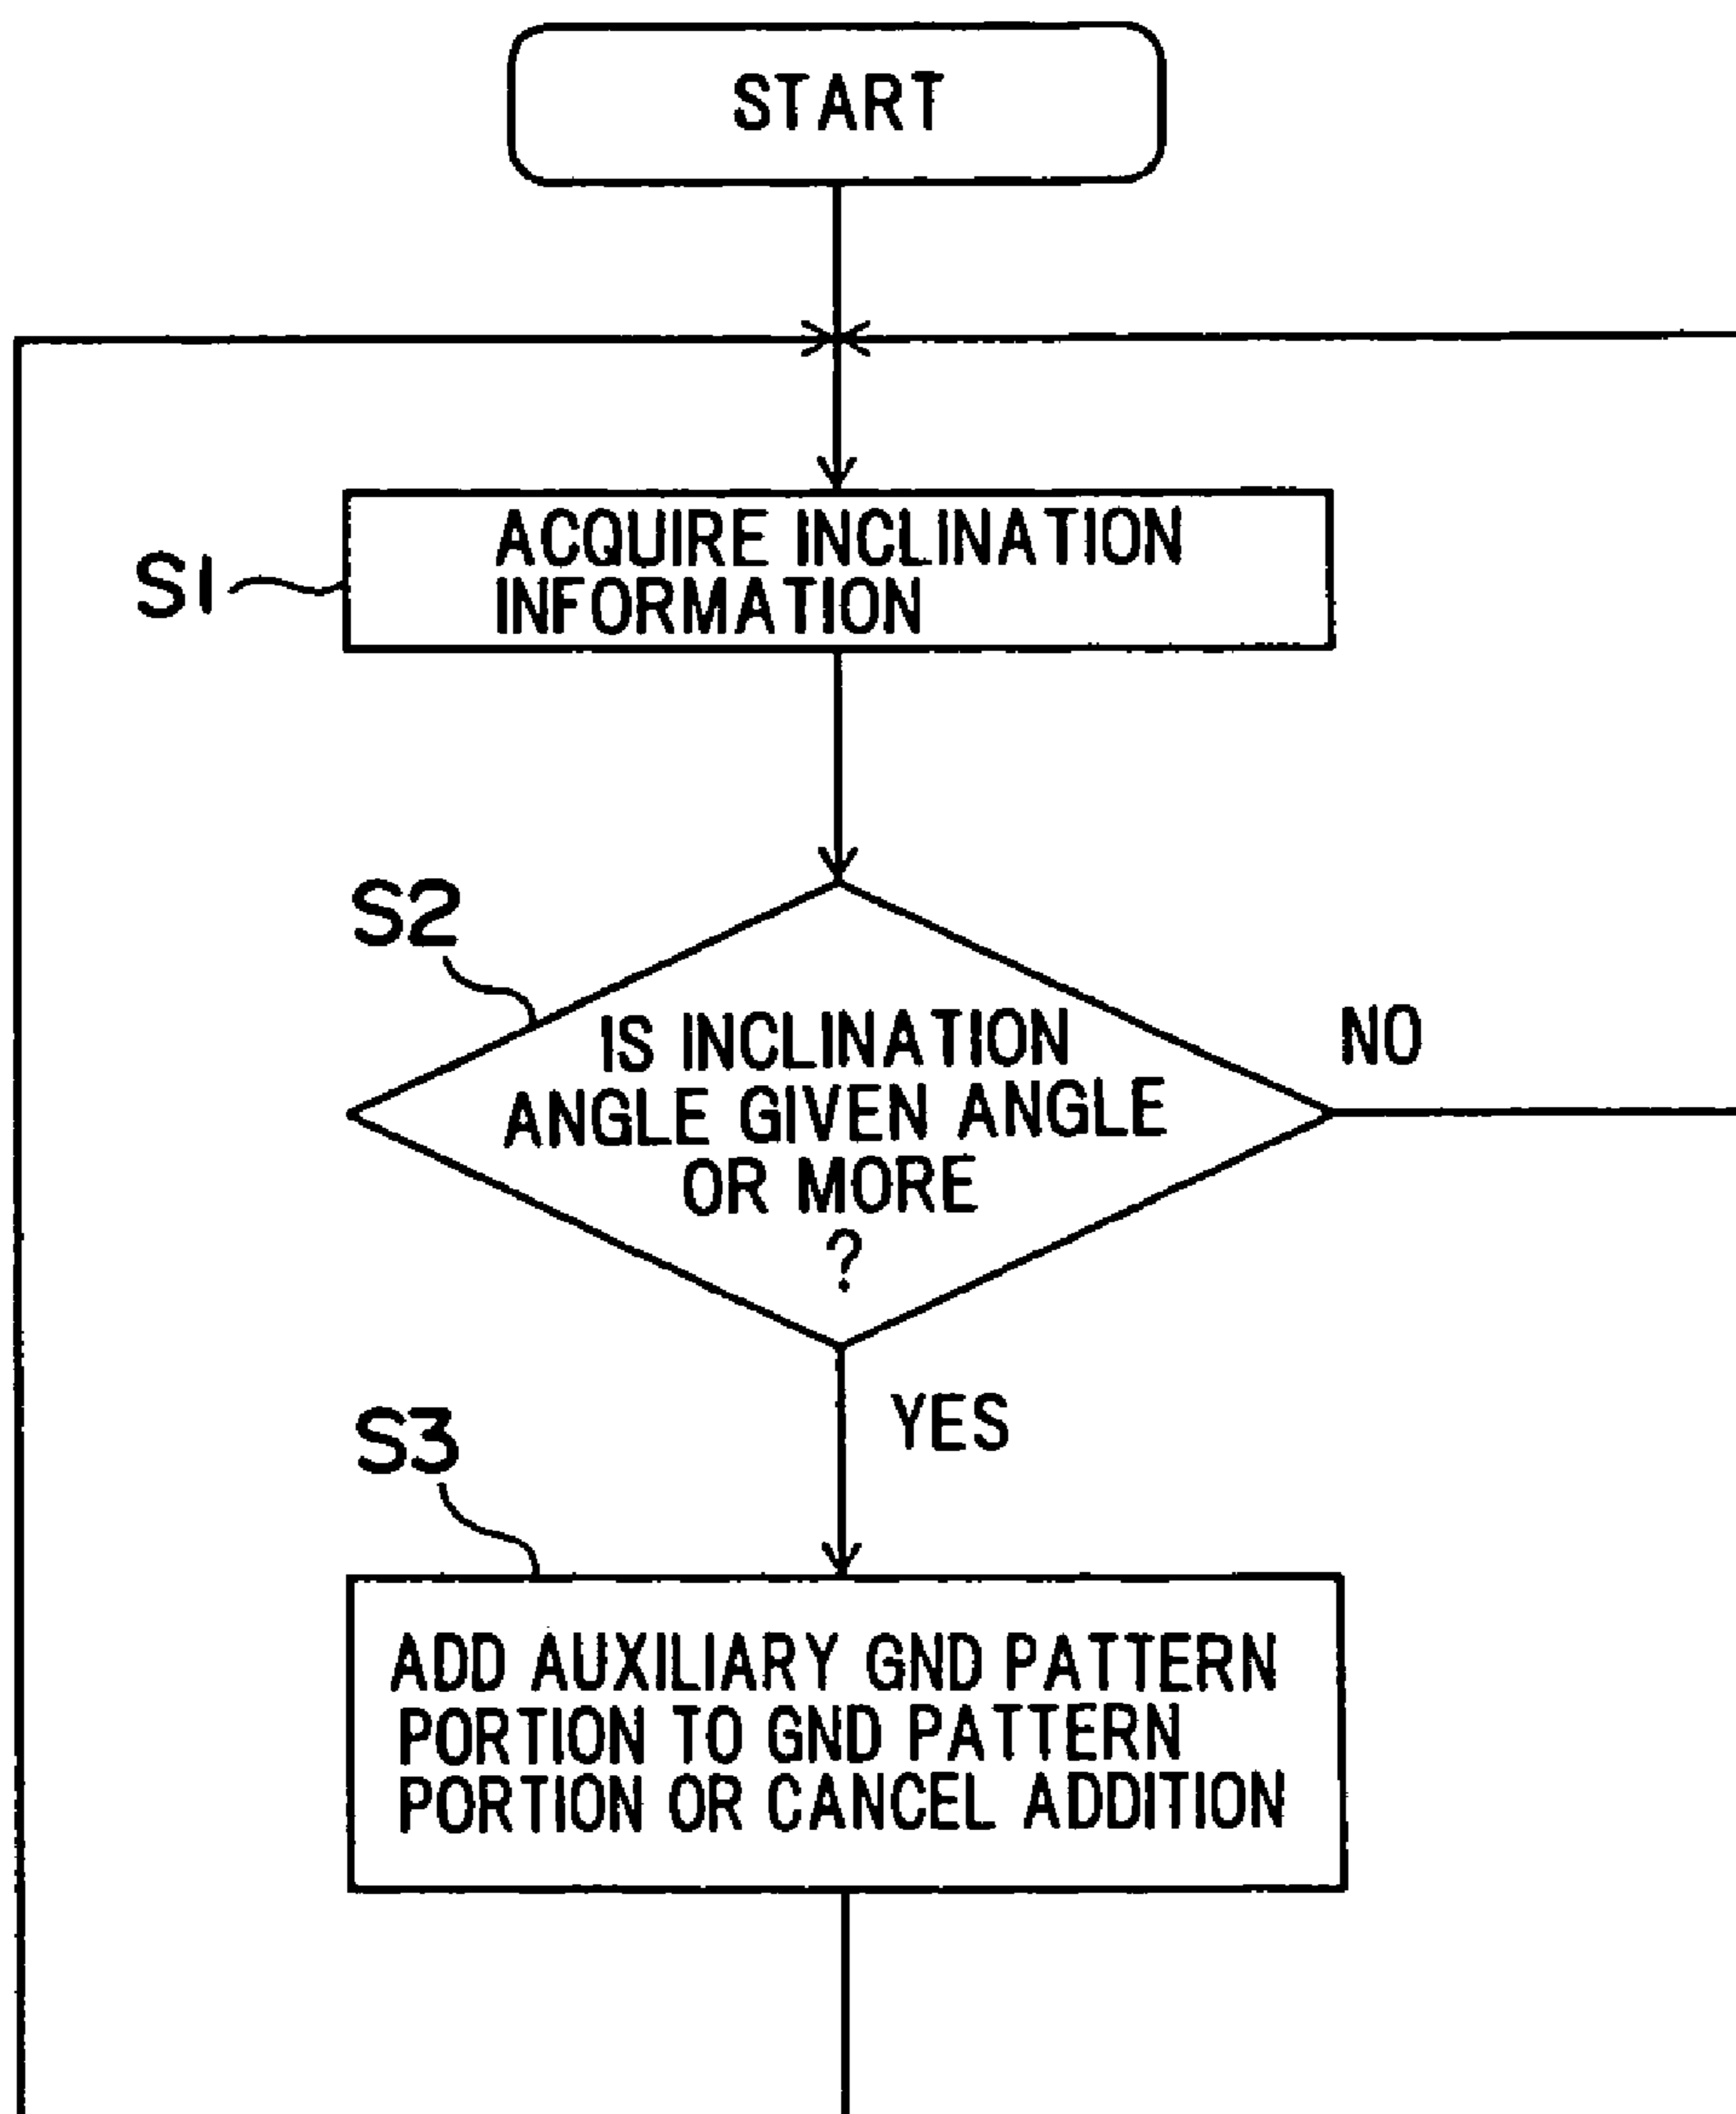 START
ACQUIRE INCLINATION
INFORMATION
S1
S2
IS INCLINATION
ANGLE GIVEN ANGLE
OR MORE
?
NO
YES
S3
ADD AUXILIARY GND PATTERN
PORTION TO GND PATTERN
PORTION OR CANCEL ADDITION